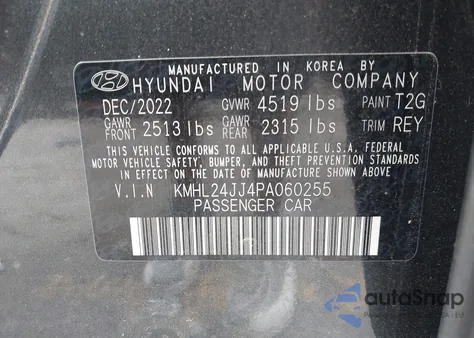 MANUFACTURED IN KOREA BY
HYUNDAI MOTOR COMPANY
DEC/2022 GVWR 4519 lbs PAINT T2G
GAWR FRONT 2513 lbs GAWR REAR 2315 lbs TRIM REY
THIS VEHICLE CONFORMS TO ALL APPLICABLE U.S.A. FEDERAL
MOTOR VEHICLE SAFETY, BUMPER, AND THEFT PREVENTION STANDARDS
IN EFFECT ON THE DATE OF MANUFACTURE SHOWN ABOVE.
V.I.N KMHL24JJ4PA060255
PASSENGER CAR
autoSnap